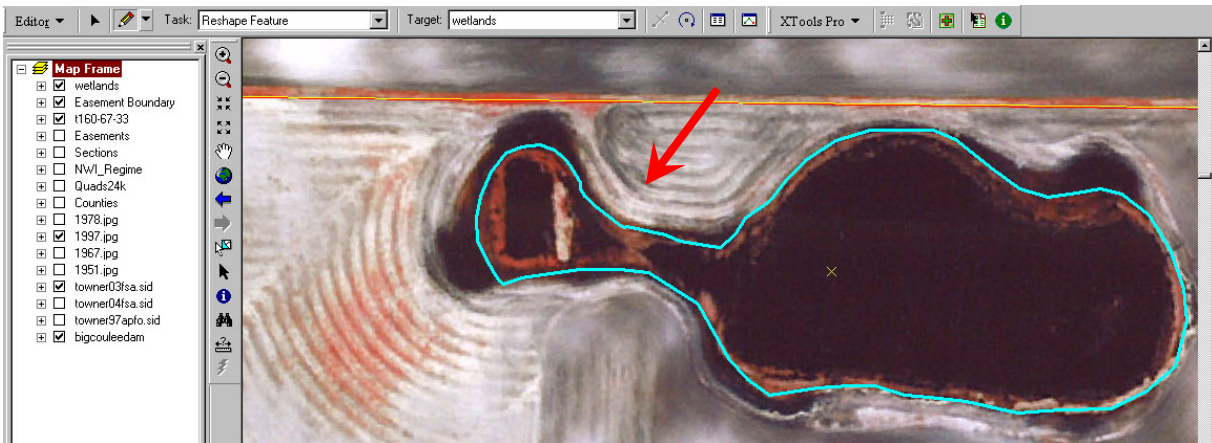 Editor Task: Reshape Feature Target: wetlands XTools Pro
Map Frame
wetlands
Easement Boundary
t160-67-33
Easements
Sections
NWI_Regime
Quads24k
Counties
1978.jpg
1997.jpg
1967.jpg
1951.jpg
towner03fsa.sid
towner04fsa.sid
towner97apfo.sid
bigcouleedam